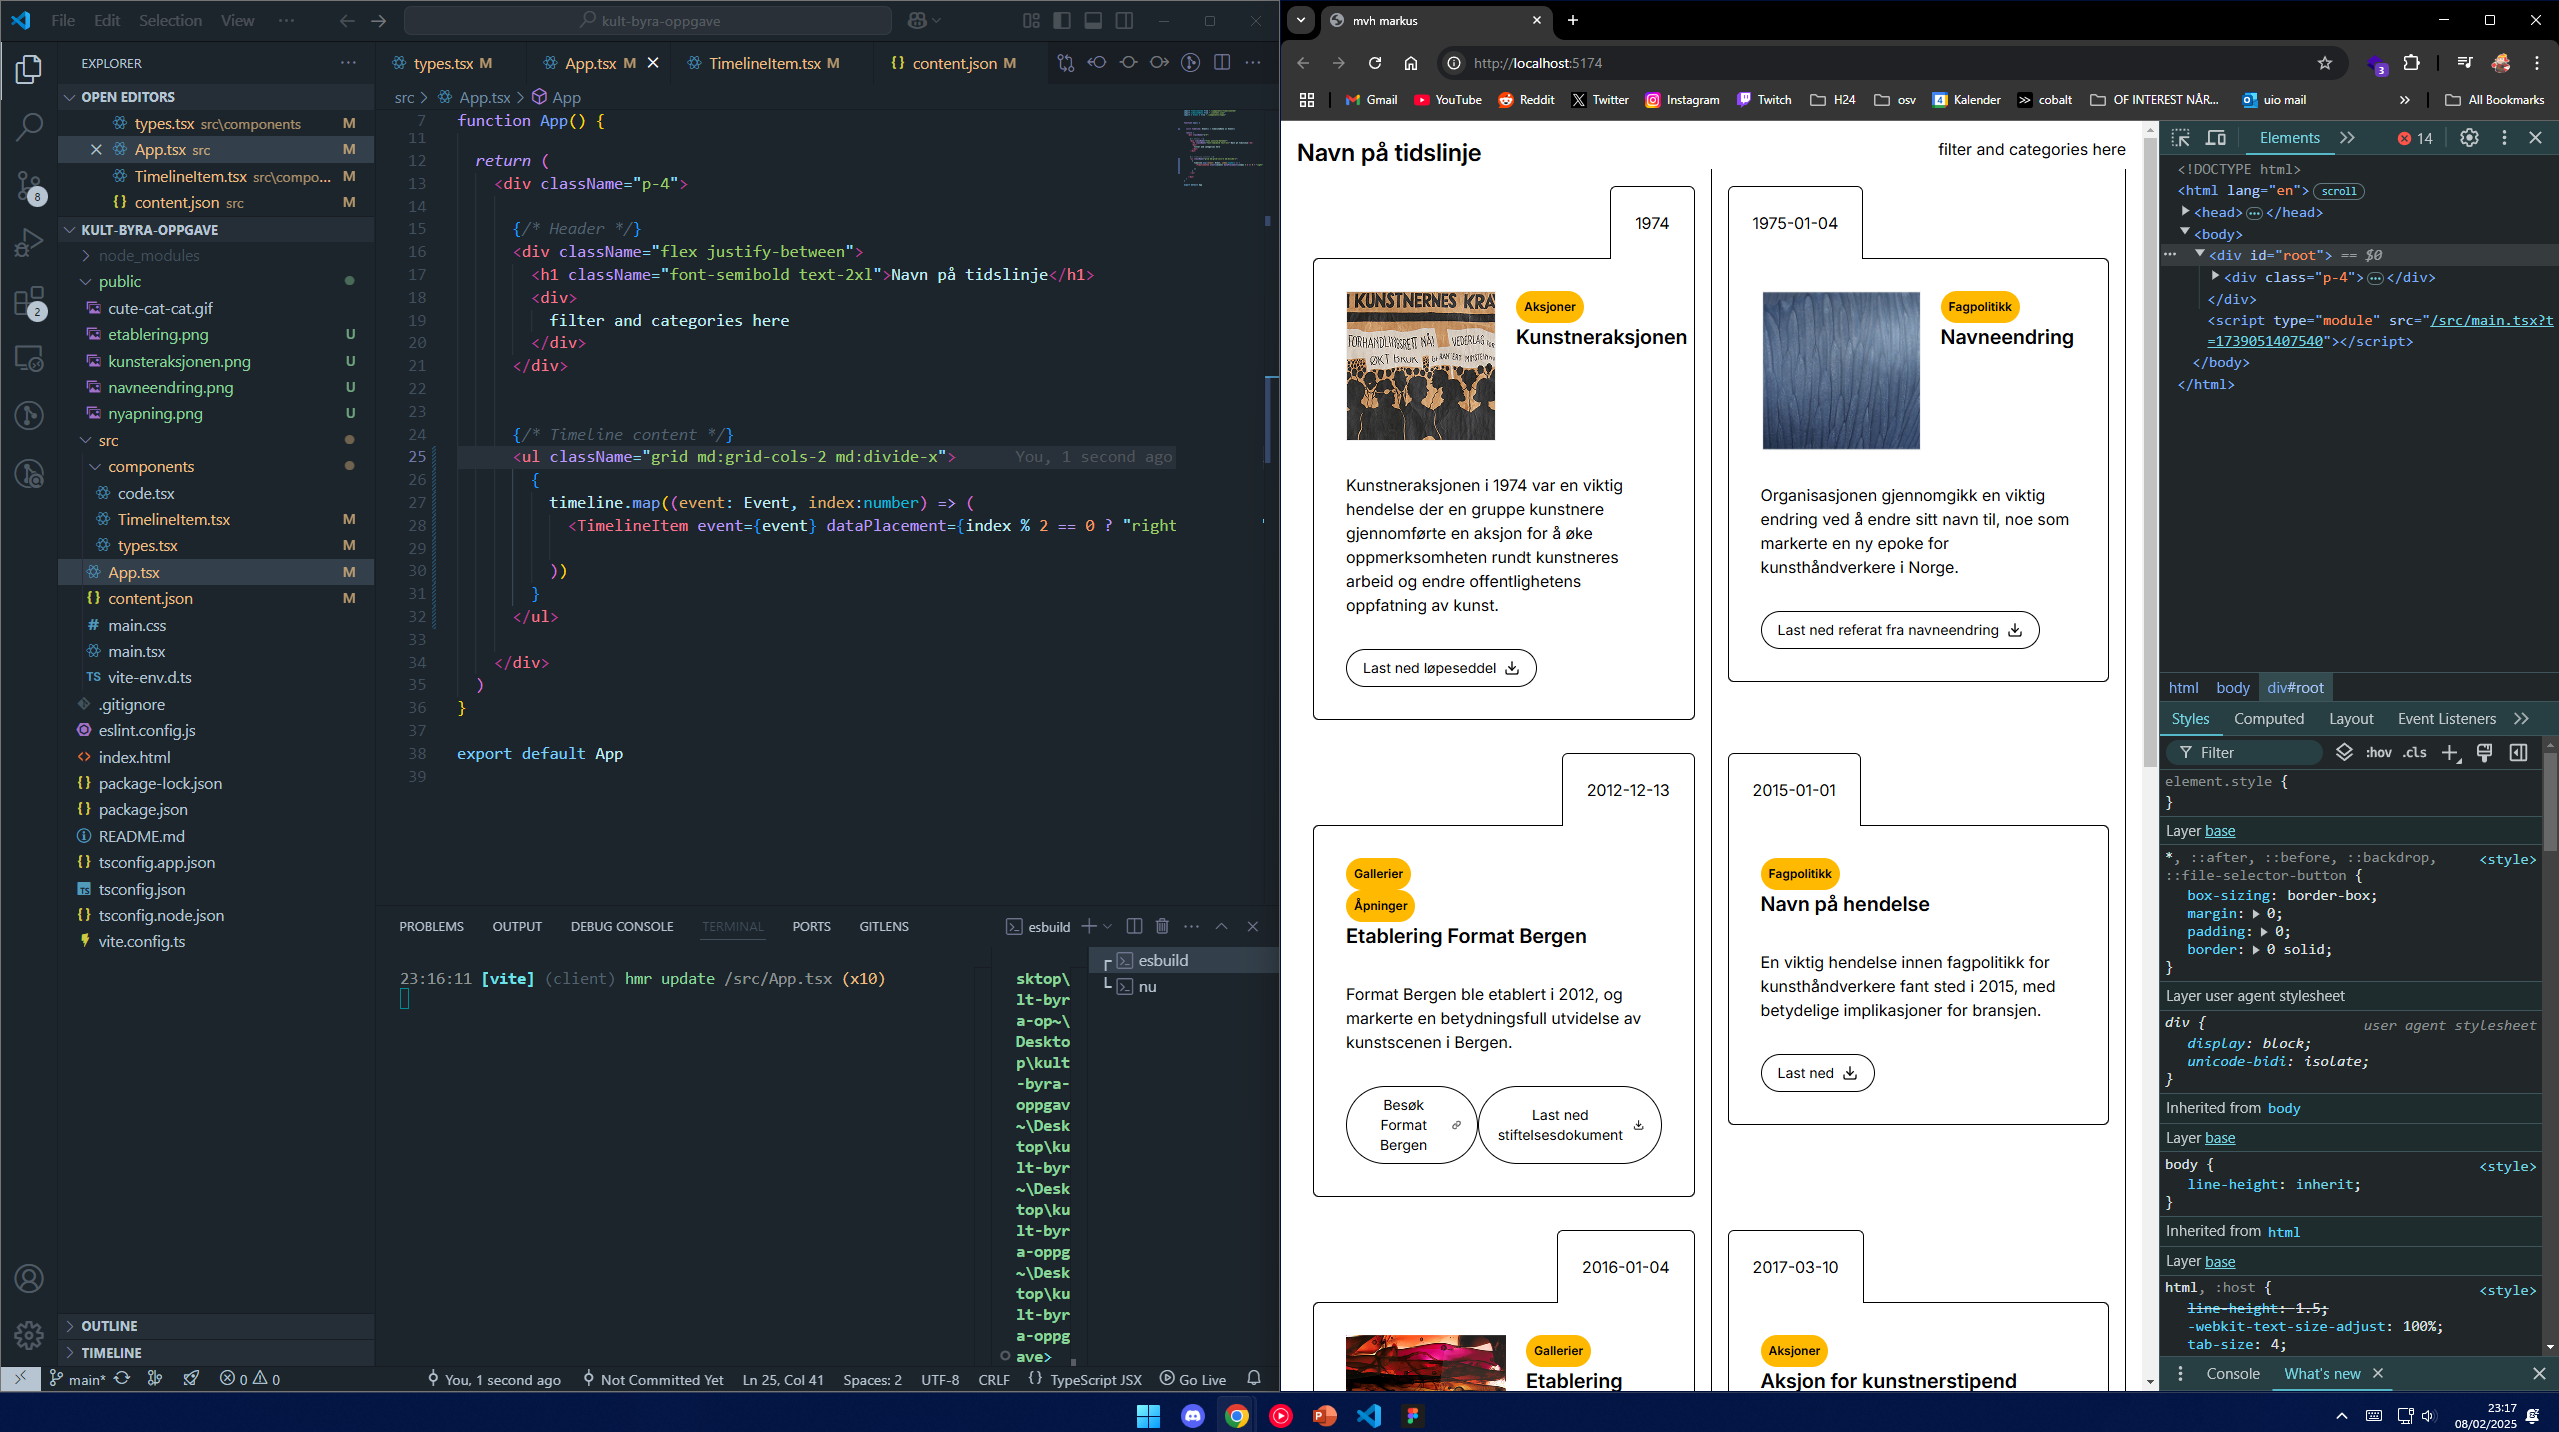 File Edit Selection View ···
kult-byra-oppgave
EXPLORER
OPEN EDITORS
types.tsx src\components M
App.tsx src M
TimelineItem.tsx src\compo... M
content.json src M
KULT-BYRA-OPPGAVE
node_modules
public
cute-cat-cat.gif
etablering.png U
kunsteraksjonen.png U
navneendring.png U
nyapning.png U
src
components
code.tsx
TimelineItem.tsx M
types.tsx M
App.tsx M
content.json M
main.css
main.tsx
TS vite-env.d.ts
.gitignore
eslint.config.js
index.html
package-lock.json
package.json
README.md
tsconfig.app.json
tsconfig.json
tsconfig.node.json
vite.config.ts
OUTLINE
TIMELINE
8
2
types.tsx M App.tsx M TimelineItem.tsx M content.json M
src > App.tsx > App
7 function App() {
11
12 return (
13 <div className="p-4">
14
15 {/* Header */}
16 <div className="flex justify-between">
17 <h1 className="font-semibold text-2xl">Navn på tidslinje</h1>
18 <div>
19 filter and categories here
20 </div>
21 </div>
22
23
24 {/* Timeline content */}
25 <ul className="grid md:grid-cols-2 md:divide-x"> You, 1 second ago
26 {
27 timeline.map((event: Event, index:number) => (
28 <TimelineItem event={event} dataPlacement={index % 2 == 0 ? "right
29
30 ))
31 }
32 </ul>
33
34 </div>
35 )
36 }
37
38 export default App
39
PROBLEMS OUTPUT DEBUG CONSOLE TERMINAL PORTS GITLENS
esbuild
23:16:11 [vite] (client) hmr update /src/App.tsx (x10)
sktop\
lt-byr
a-op~\
Deskto
p\kult
-byra-
oppgav
~\Desk
top\ku
lt-byr
~\Desk
top\ku
lt-byr
a-oppg
~\Desk
top\ku
lt-byr
a-oppg
ave>
esbuild
nu
main* 0 0 You, 1 second ago Not Committed Yet Ln 25, Col 41 Spaces: 2 UTF-8 CRLF {} TypeScript JSX Go Live
mvh markus
http://localhost:5174
3
Gmail YouTube Reddit Twitter Instagram Twitch H24 osv Kalender cobalt OF INTEREST NÅR... uio mail » All Bookmarks
Navn på tidslinje
filter and categories here
1974
KUNSTNERNES KRA
FORHANDLINGSRETT NÅ!
VEDERLAG
ØKT BRUK
Aksjoner
Kunstneraksjonen
Kunstneraksjonen i 1974 var en viktig
hendelse der en gruppe kunstnere
gjennomførte en aksjon for å øke
oppmerksomheten rundt kunstneres
arbeid og endre offentlighetens
oppfatning av kunst.
Last ned løpeseddel
1975-01-04
Fagpolitikk
Navneendring
Organisasjonen gjennomgikk en viktig
endring ved å endre sitt navn til, noe som
markerte en ny epoke for
kunsthåndverkere i Norge.
Last ned referat fra navneendring
2012-12-13
Gallerier
Åpninger
Etablering Format Bergen
Format Bergen ble etablert i 2012, og
markerte en betydningsfull utvidelse av
kunstscenen i Bergen.
Besøk
Format
Bergen
Last ned
stiftelsesdokument
2015-01-01
Fagpolitikk
Navn på hendelse
En viktig hendelse innen fagpolitikk for
kunsthåndverkere fant sted i 2015, med
betydelige implikasjoner for bransjen.
Last ned
2016-01-04
Gallerier
Etablering
2017-03-10
Aksjoner
Aksjon for kunstnerstipend
Elements » 14
<!DOCTYPE html>
<html lang="en"> scroll
<head> ··· </head>
<body>
··· <div id="root"> == $0
<div class="p-4"> ··· </div>
</div>
<script type="module" src="/src/main.tsx?t
=1739051407540"></script>
</body>
</html>
html body div#root
Styles Computed Layout Event Listeners »
Filter :hov .cls
element.style {
}
Layer base
*, ::after, ::before, ::backdrop, <style>
::file-selector-button {
box-sizing: border-box;
margin: 0;
padding: 0;
border: 0 solid;
}
Layer user agent stylesheet
div { user agent stylesheet
display: block;
unicode-bidi: isolate;
}
Inherited from body
Layer base
body { <style>
line-height: inherit;
}
Inherited from html
Layer base
html, :host { <style>
line-height: 1.5;
-webkit-text-size-adjust: 100%;
tab-size: 4;
Console What's new
23:17
08/02/2025